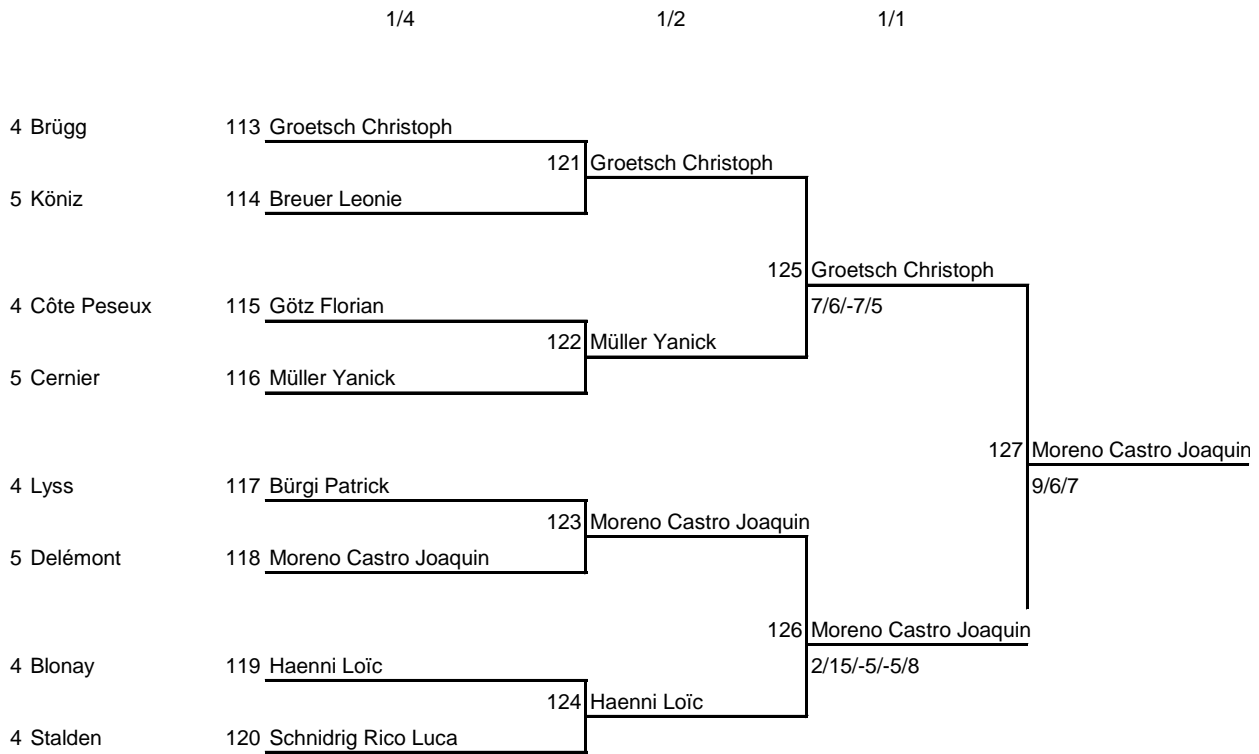 1/4 1/2 1/1
4 Brügg 113 Groetsch Christoph
121 Groetsch Christoph
5 Köniz 114 Breuer Leonie
125 Groetsch Christoph
4 Côte Peseux 115 Götz Florian 7/6/-7/5
122 Müller Yanick
5 Cernier 116 Müller Yanick
127 Moreno Castro Joaquin
4 Lyss 117 Bürgi Patrick 9/6/7
123 Moreno Castro Joaquin
5 Delémont 118 Moreno Castro Joaquin
126 Moreno Castro Joaquin
4 Blonay 119 Haenni Loïc 2/15/-5/-5/8
124 Haenni Loïc
4 Stalden 120 Schnidrig Rico Luca